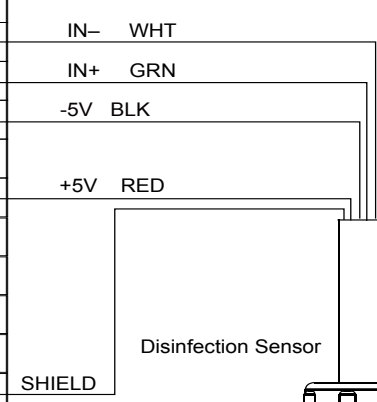 IN– WHT
IN+ GRN
-5V BLK
+5V RED
Disinfection Sensor
SHIELD